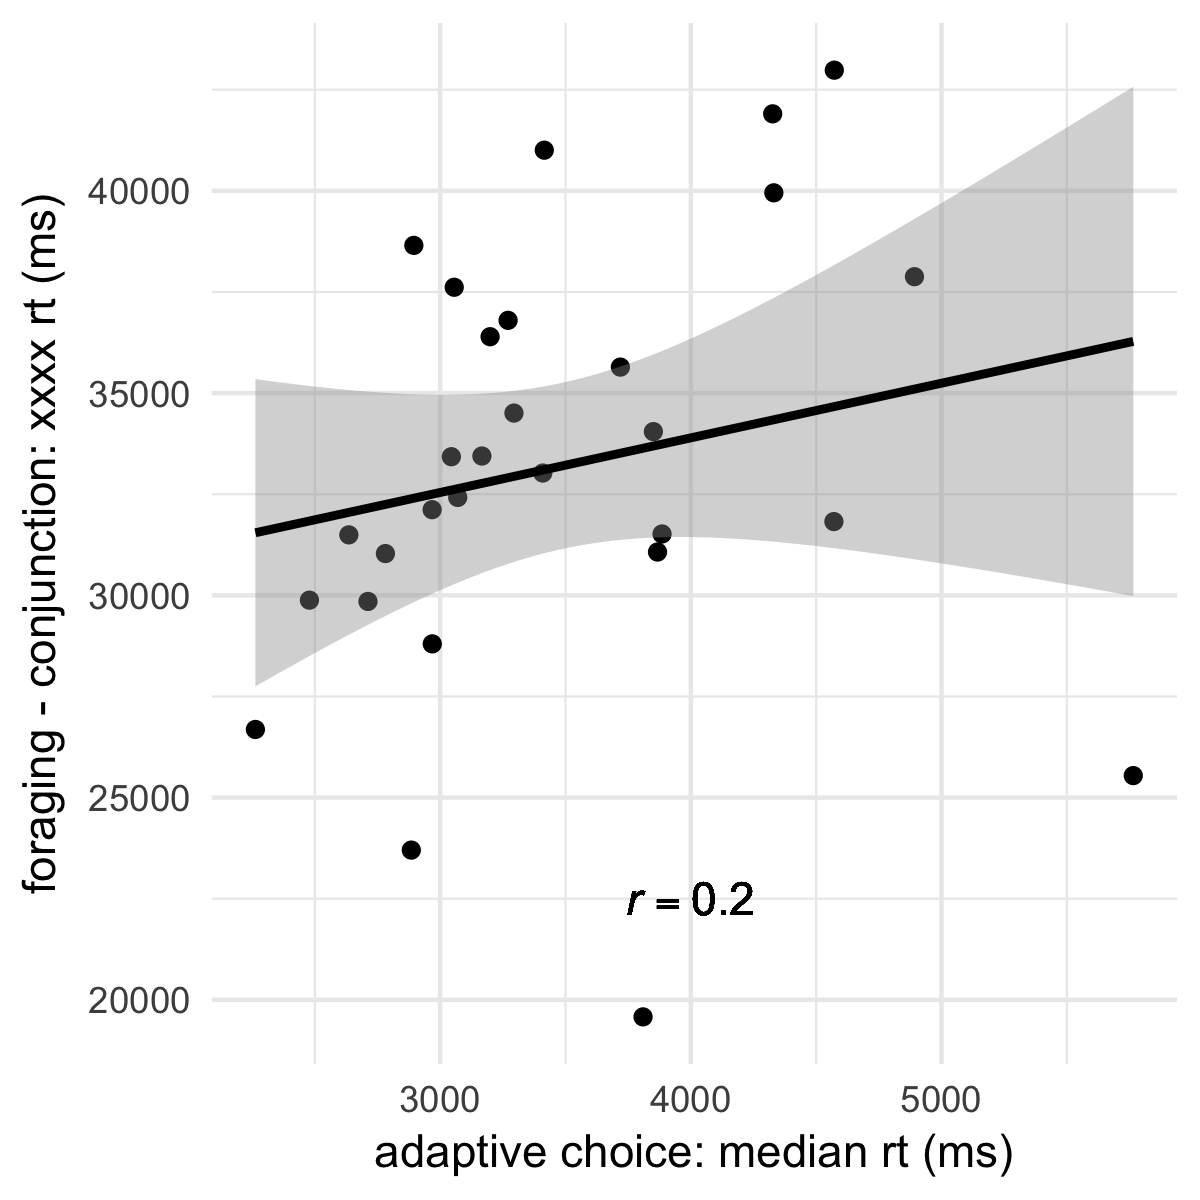 foraging - conjunction: xxxx rt (ms)
40000
35000
30000
25000
20000
r = 0.2
3000 4000 5000
adaptive choice: median rt (ms)